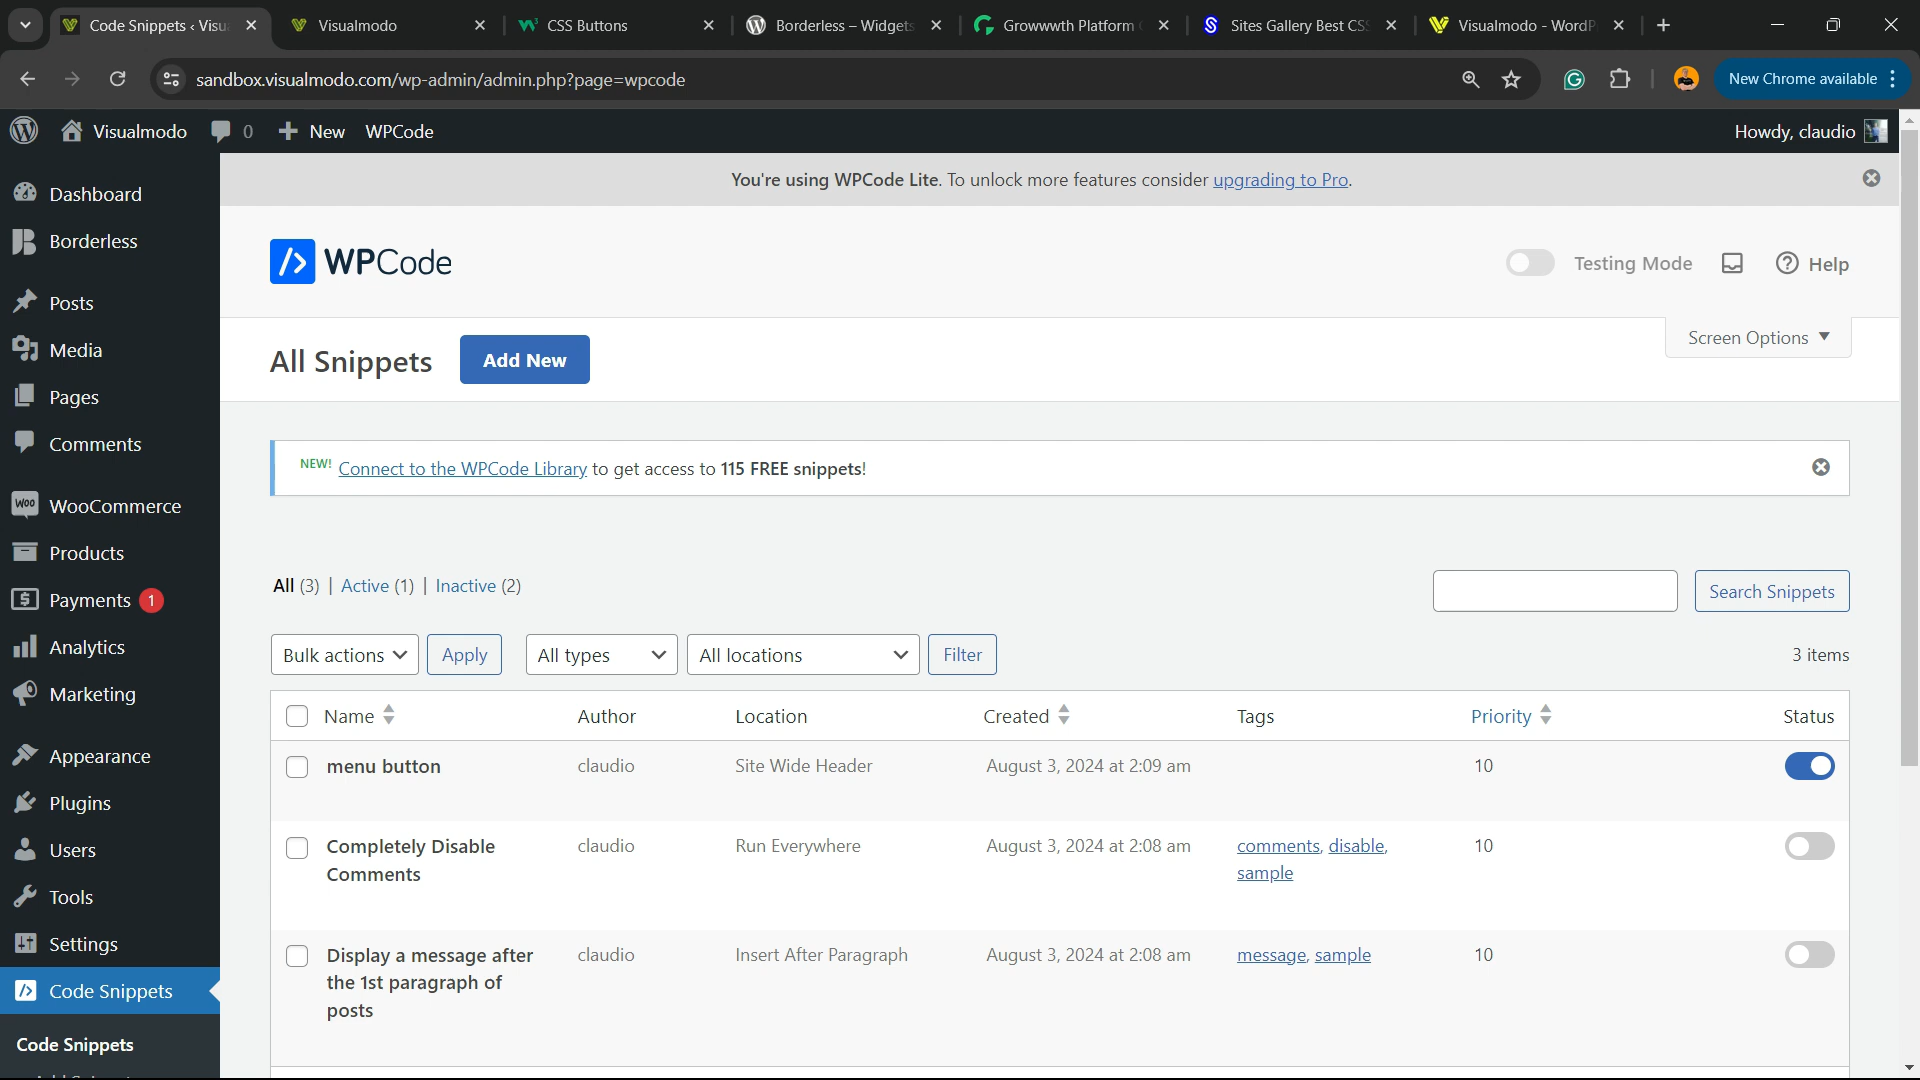 Code Snippets ‹ Visu
Visualmodo
CSS Buttons
Borderless – Widgets
Growwwth Platform
Sites Gallery Best CSS
Visualmodo - WordP
sandbox.visualmodo.com/wp-admin/admin.php?page=wpcode
New Chrome available
Visualmodo
0
New
WPCode
Howdy, claudio
Dashboard
Borderless
Posts
Media
Pages
Comments
Woo WooCommerce
Products
Payments 1
Analytics
Marketing
Appearance
Plugins
Users
Tools
Settings
Code Snippets
Code Snippets
You're using WPCode Lite. To unlock more features consider upgrading to Pro.
WPCode
Testing Mode
Help
All Snippets
Add New
Screen Options
NEW! Connect to the WPCode Library to get access to 115 FREE snippets!
All (3) | Active (1) | Inactive (2)
Search Snippets
Bulk actions
Apply
All types
All locations
Filter
3 items
Name Author Location Created Tags Priority Status
menu button claudio Site Wide Header August 3, 2024 at 2:09 am 10
Completely Disable claudio Run Everywhere August 3, 2024 at 2:08 am comments, disable, 10
Comments sample
Display a message after claudio Insert After Paragraph August 3, 2024 at 2:08 am message, sample 10
the 1st paragraph of
posts